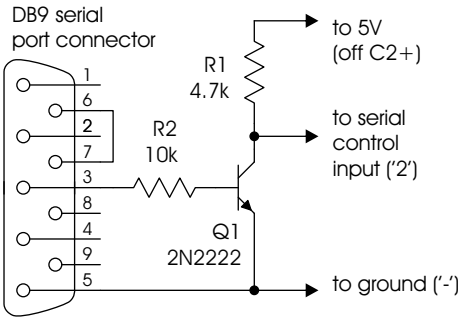 DB9 serial
port connector
1
6
2
7
3
8
4
9
5
R2
10k
R1
4.7k
Q1
2N2222
to 5V
(off C2+)
to serial
control
input ('2')
to ground ('-')